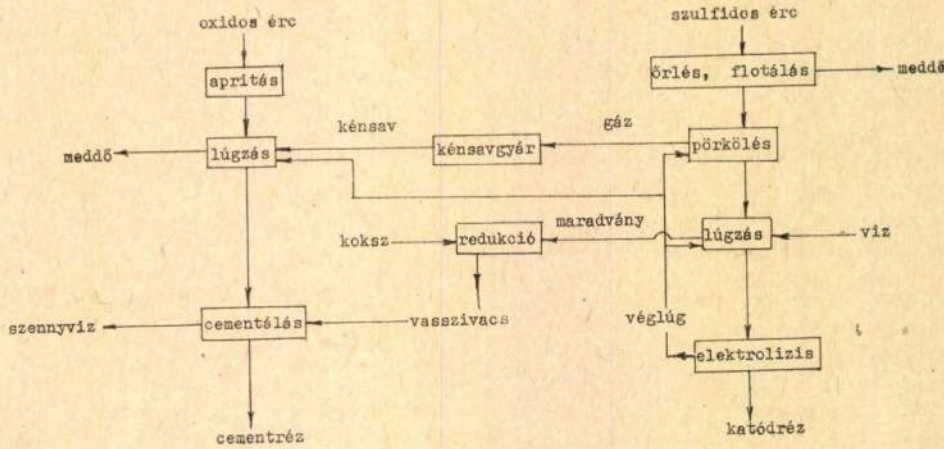 oxidos érc
szulfidos érc
aprítás
őrlés, flotálás
meddő
kénsav
gáz
meddő
lúgzás
kénsavgyár
pörkölés
maradvány
koksz
redukció
lúgzás
viz
szennyviz
cementálás
vasszivacs
véglúg
elektrolizis
cementréz
katódréz